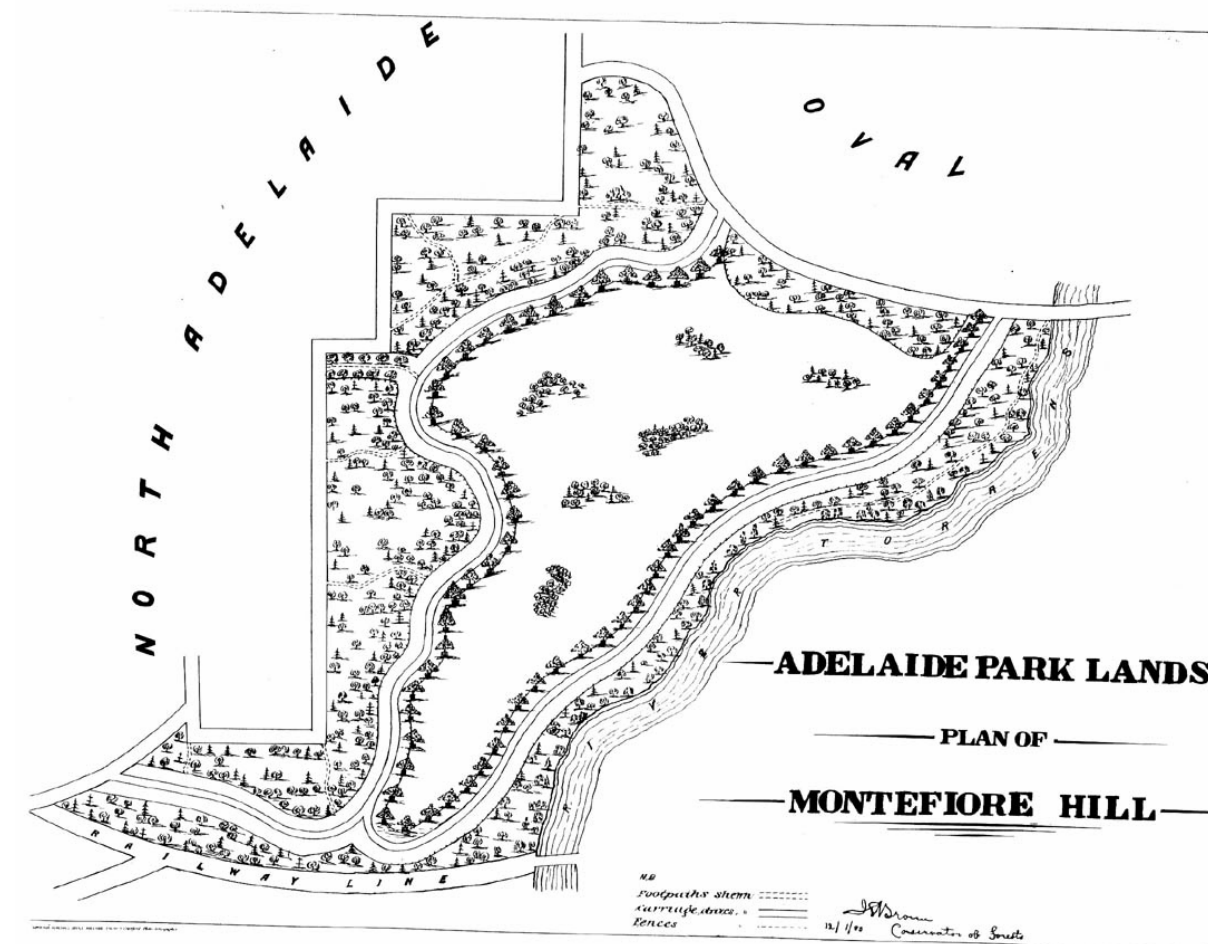 NORTH ADELAIDE
OVAL
RIVER TORRENS
RAILWAY LINE
ADELAIDE PARK LANDS
PLAN OF
MONTEFIORE HILL
N.B
Footpaths shewn
Carriage drives. "
Fences "
J E Brown
Conservator of Forests